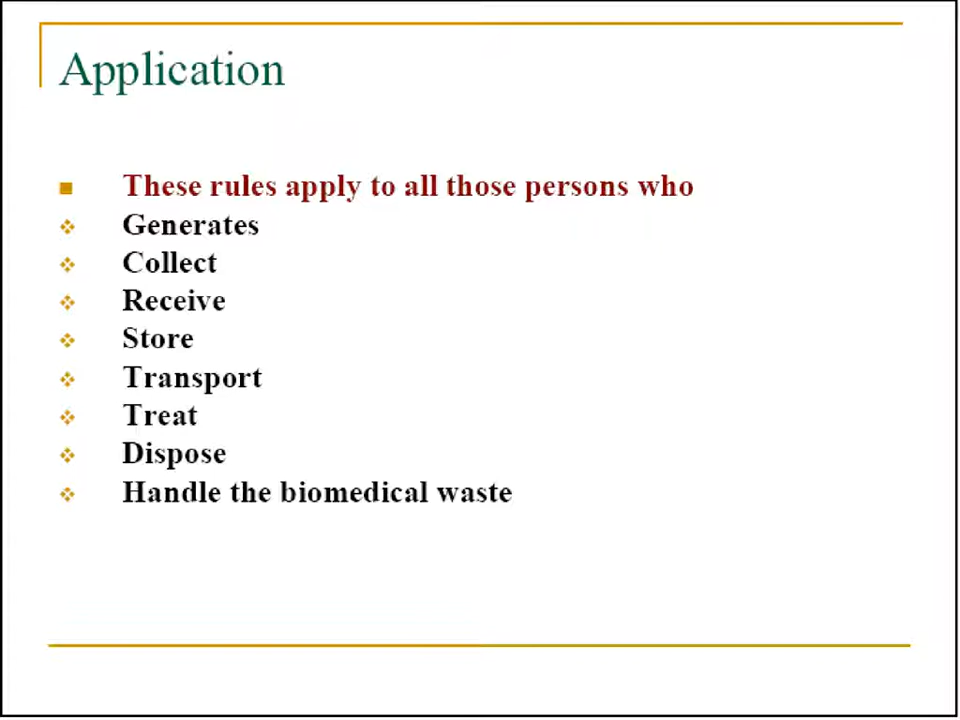 Application
These rules apply to all those persons who
Generates
Collect
Receive
Store
Transport
Treat
Dispose
Handle the biomedical waste